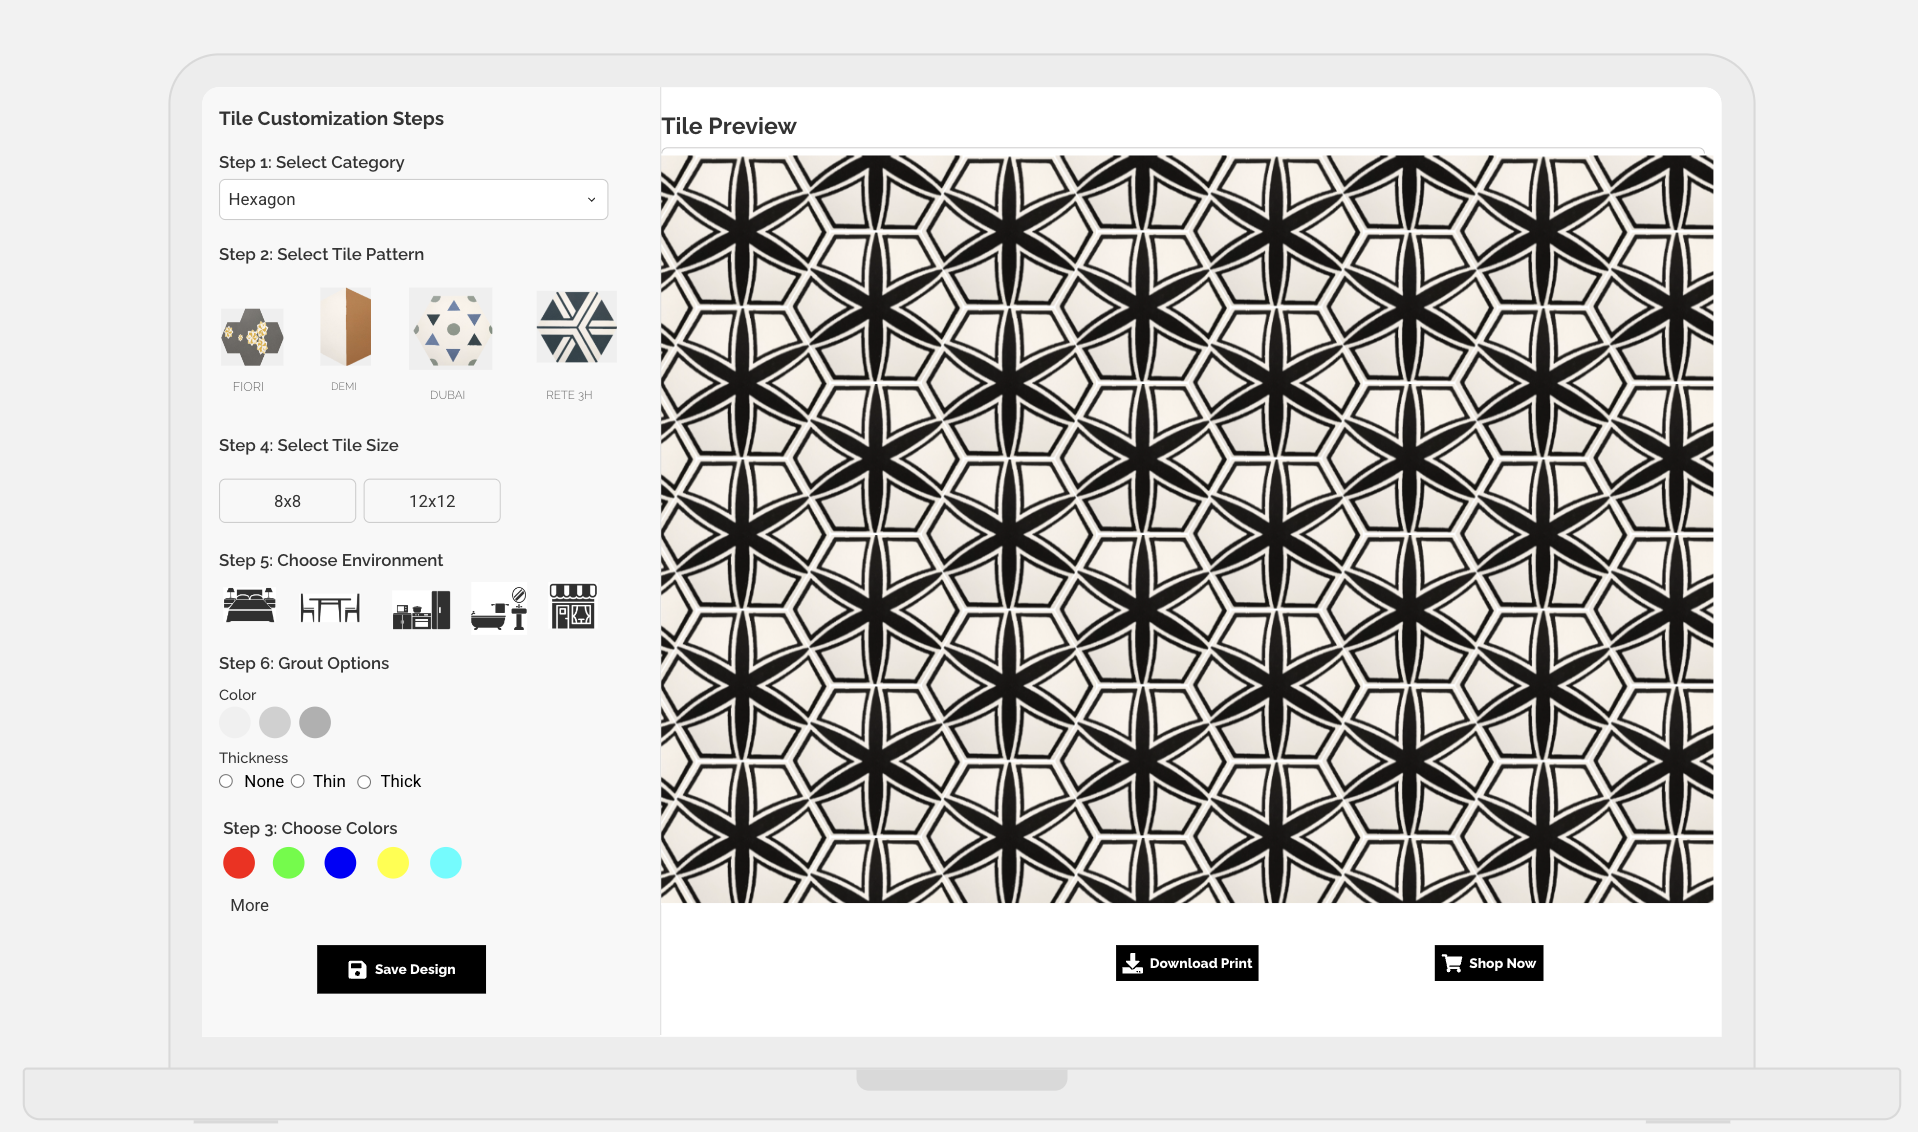 Tile Customization Steps
Step 1: Select Category
Hexagon
Step 2: Select Tile Pattern
FIORI
DEMI
DUBAI
RETE 3H
Step 4: Select Tile Size
8x8
12x12
Step 5: Choose Environment
Step 6: Grout Options
Color
Thickness
None
Thin
Thick
Step 3: Choose Colors
More
Save Design
Tile Preview
Download Print
Shop Now